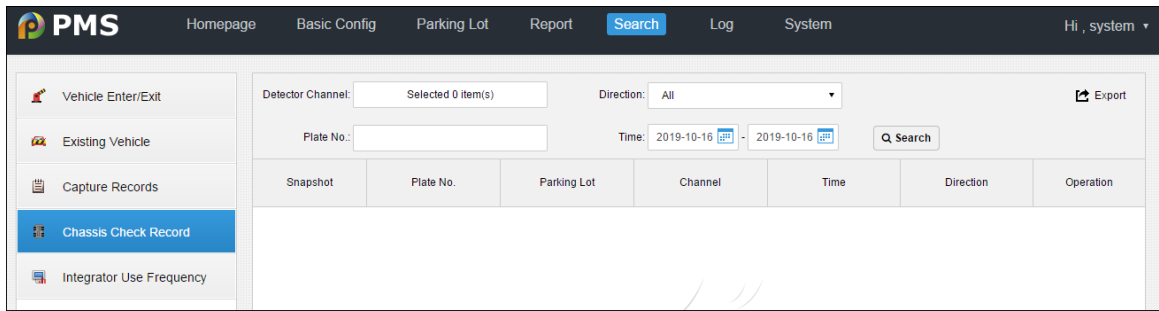 PMS Homepage Basic Config Parking Lot Report Search Log System Hi , system
Vehicle Enter/Exit
Existing Vehicle
Capture Records
Chassis Check Record
Integrator Use Frequency
Detector Channel: Selected 0 item(s) Direction: All Export
Plate No.: Time: 2019-10-16 - 2019-10-16 Search
Snapshot Plate No. Parking Lot Channel Time Direction Operation